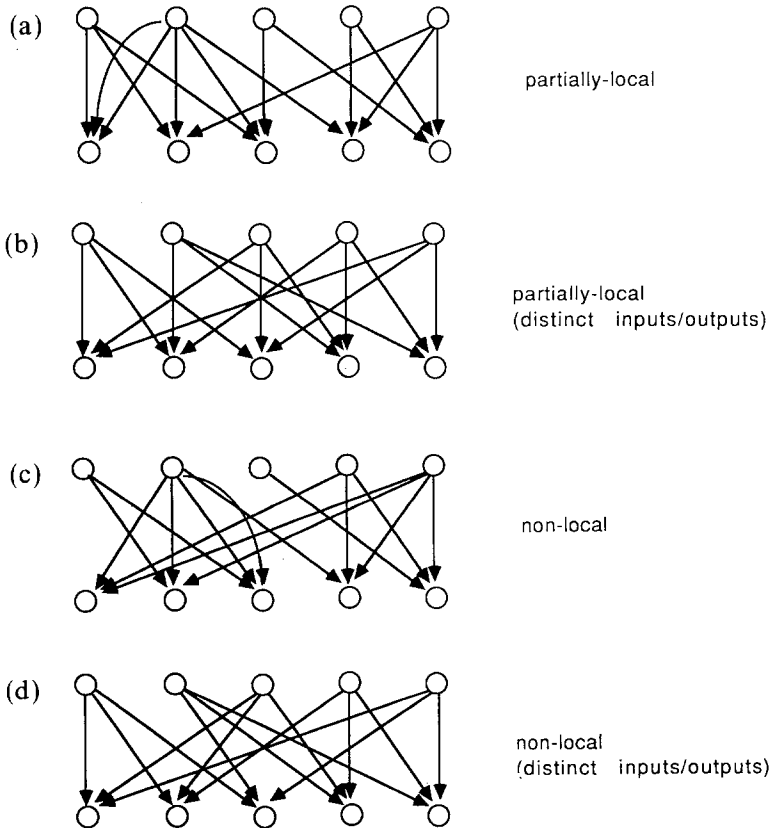 (a)
partially-local
(b)
partially-local
(distinct inputs/outputs)
(c)
non-local
(d)
non-local
(distinct inputs/outputs)